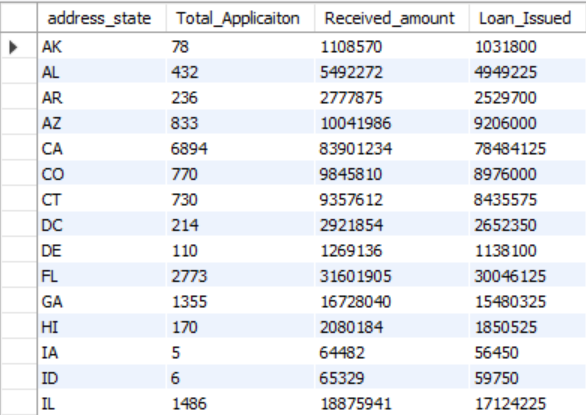 address_state Total_Applicaiton Received_amount Loan_Issued
AK 78 1108570 1031800
AL 432 5492272 4949225
AR 236 2777875 2529700
AZ 833 10041986 9206000
CA 6894 83901234 78484125
CO 770 9845810 8976000
CT 730 9357612 8435575
DC 214 2921854 2652350
DE 110 1269136 1138100
FL 2773 31601905 30046125
GA 1355 16728040 15480325
HI 170 2080184 1850525
IA 5 64482 56450
ID 6 65329 59750
IL 1486 18875941 17124225